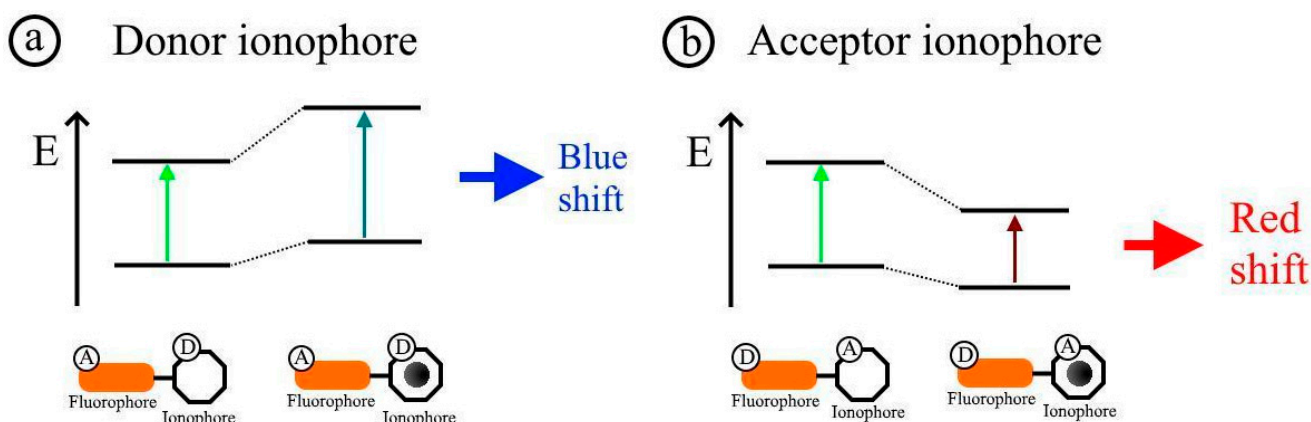 a Donor ionophore
E
Blue
shift
A D
Fluorophore
Ionophore
A D
Fluorophore
Ionophore
b Acceptor ionophore
E
Red
shift
D A
Fluorophore
Ionophore
D A
Fluorophore
Ionophore